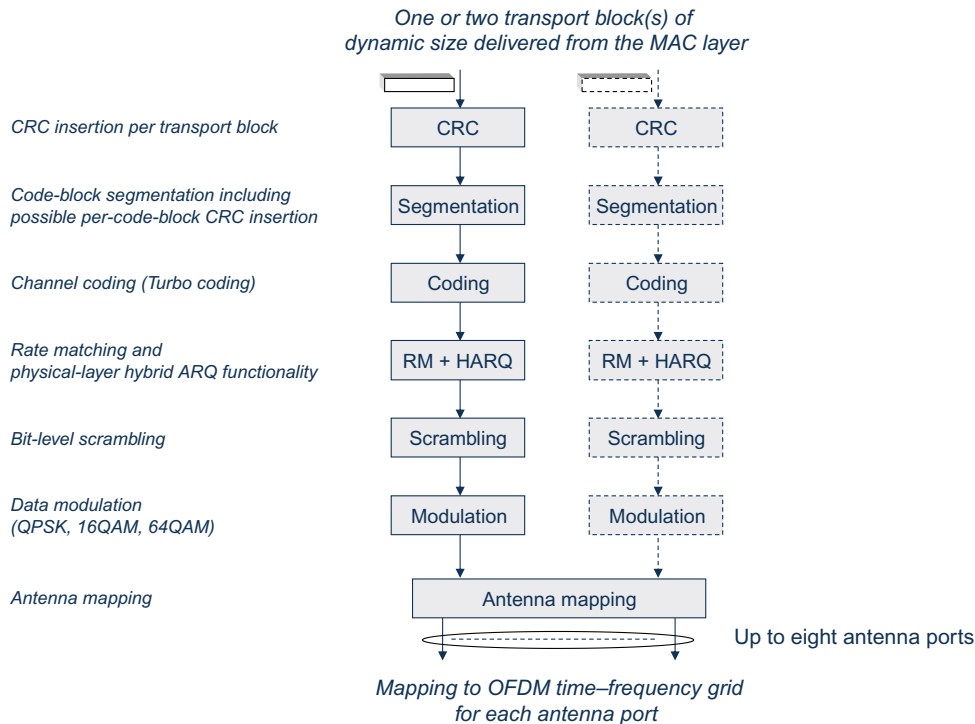 One or two transport block(s) of
dynamic size delivered from the MAC layer
CRC insertion per transport block
CRC
CRC
Code-block segmentation including
possible per-code-block CRC insertion
Segmentation
Segmentation
Channel coding (Turbo coding)
Coding
Coding
Rate matching and
physical-layer hybrid ARQ functionality
RM + HARQ
RM + HARQ
Bit-level scrambling
Scrambling
Scrambling
Data modulation
(QPSK, 16QAM, 64QAM)
Modulation
Modulation
Antenna mapping
Antenna mapping
Up to eight antenna ports
Mapping to OFDM time–frequency grid
for each antenna port